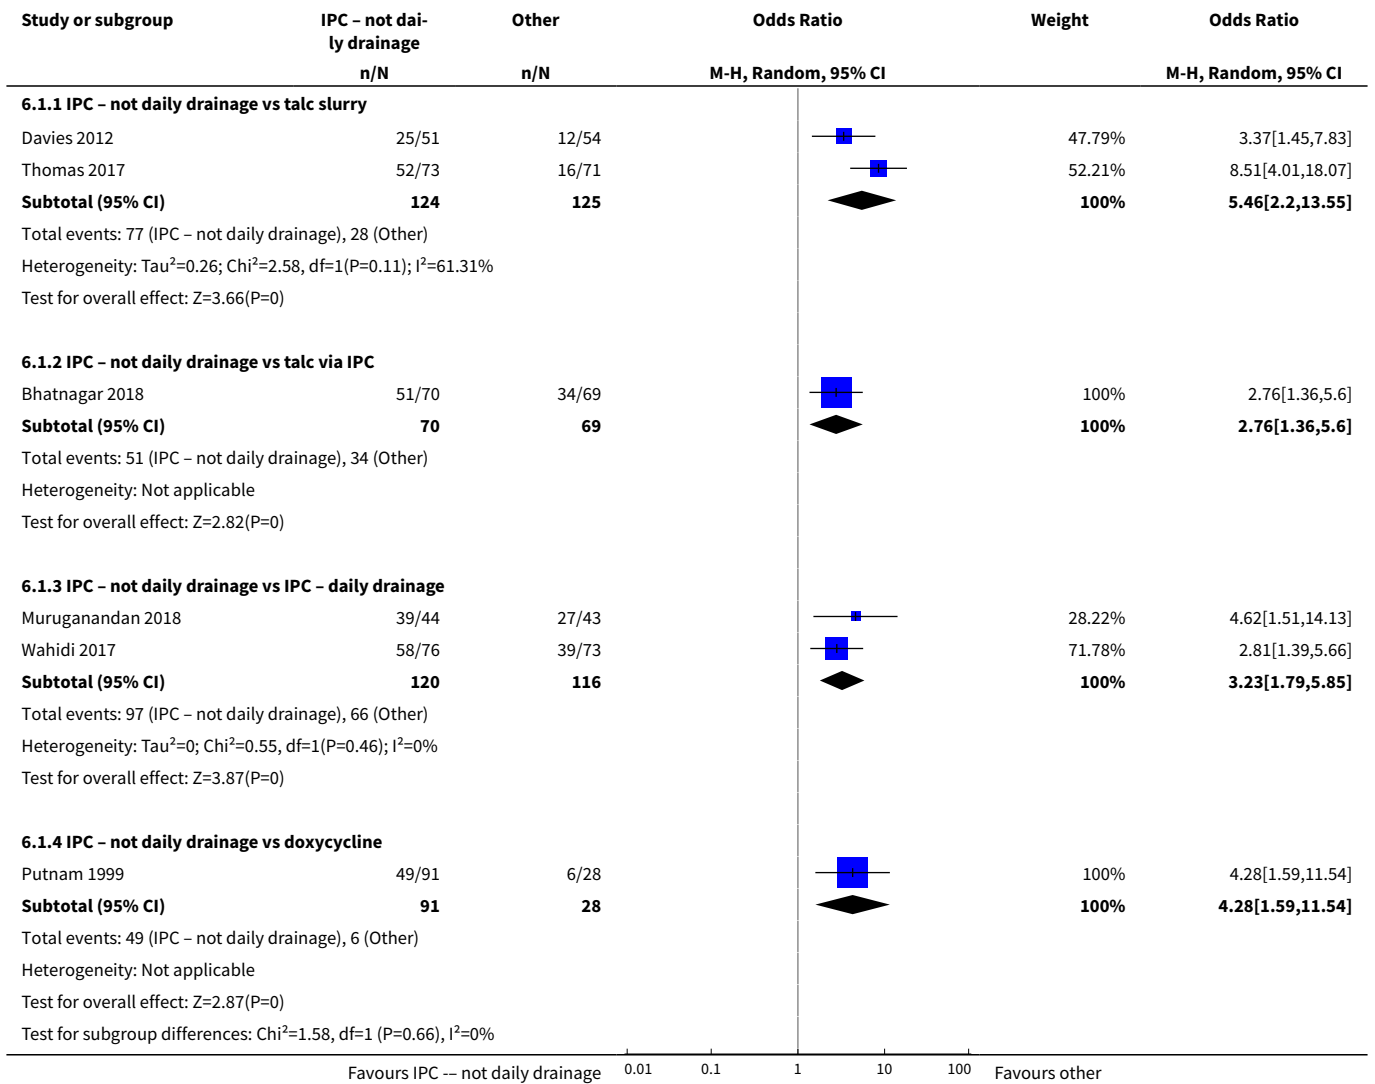 Study or subgroup IPC – not dai- Other Odds Ratio Weight Odds Ratio
ly drainage
n/N n/N M-H, Random, 95% CI M-H, Random, 95% CI
6.1.1 IPC – not daily drainage vs talc slurry
Davies 2012 25/51 12/54 47.79% 3.37[1.45,7.83]
Thomas 2017 52/73 16/71 52.21% 8.51[4.01,18.07]
Subtotal (95% CI) 124 125 100% 5.46[2.2,13.55]
Total events: 77 (IPC – not daily drainage), 28 (Other)
Heterogeneity: Tau²=0.26; Chi²=2.58, df=1(P=0.11); I²=61.31%
Test for overall effect: Z=3.66(P=0)
6.1.2 IPC – not daily drainage vs talc via IPC
Bhatnagar 2018 51/70 34/69 100% 2.76[1.36,5.6]
Subtotal (95% CI) 70 69 100% 2.76[1.36,5.6]
Total events: 51 (IPC – not daily drainage), 34 (Other)
Heterogeneity: Not applicable
Test for overall effect: Z=2.82(P=0)
6.1.3 IPC – not daily drainage vs IPC – daily drainage
Muruganandan 2018 39/44 27/43 28.22% 4.62[1.51,14.13]
Wahidi 2017 58/76 39/73 71.78% 2.81[1.39,5.66]
Subtotal (95% CI) 120 116 100% 3.23[1.79,5.85]
Total events: 97 (IPC – not daily drainage), 66 (Other)
Heterogeneity: Tau²=0; Chi²=0.55, df=1(P=0.46); I²=0%
Test for overall effect: Z=3.87(P=0)
6.1.4 IPC – not daily drainage vs doxycycline
Putnam 1999 49/91 6/28 100% 4.28[1.59,11.54]
Subtotal (95% CI) 91 28 100% 4.28[1.59,11.54]
Total events: 49 (IPC – not daily drainage), 6 (Other)
Heterogeneity: Not applicable
Test for overall effect: Z=2.87(P=0)
Test for subgroup differences: Chi²=1.58, df=1 (P=0.66), I²=0%
Favours IPC -– not daily drainage 0.01 0.1 1 10 100 Favours other